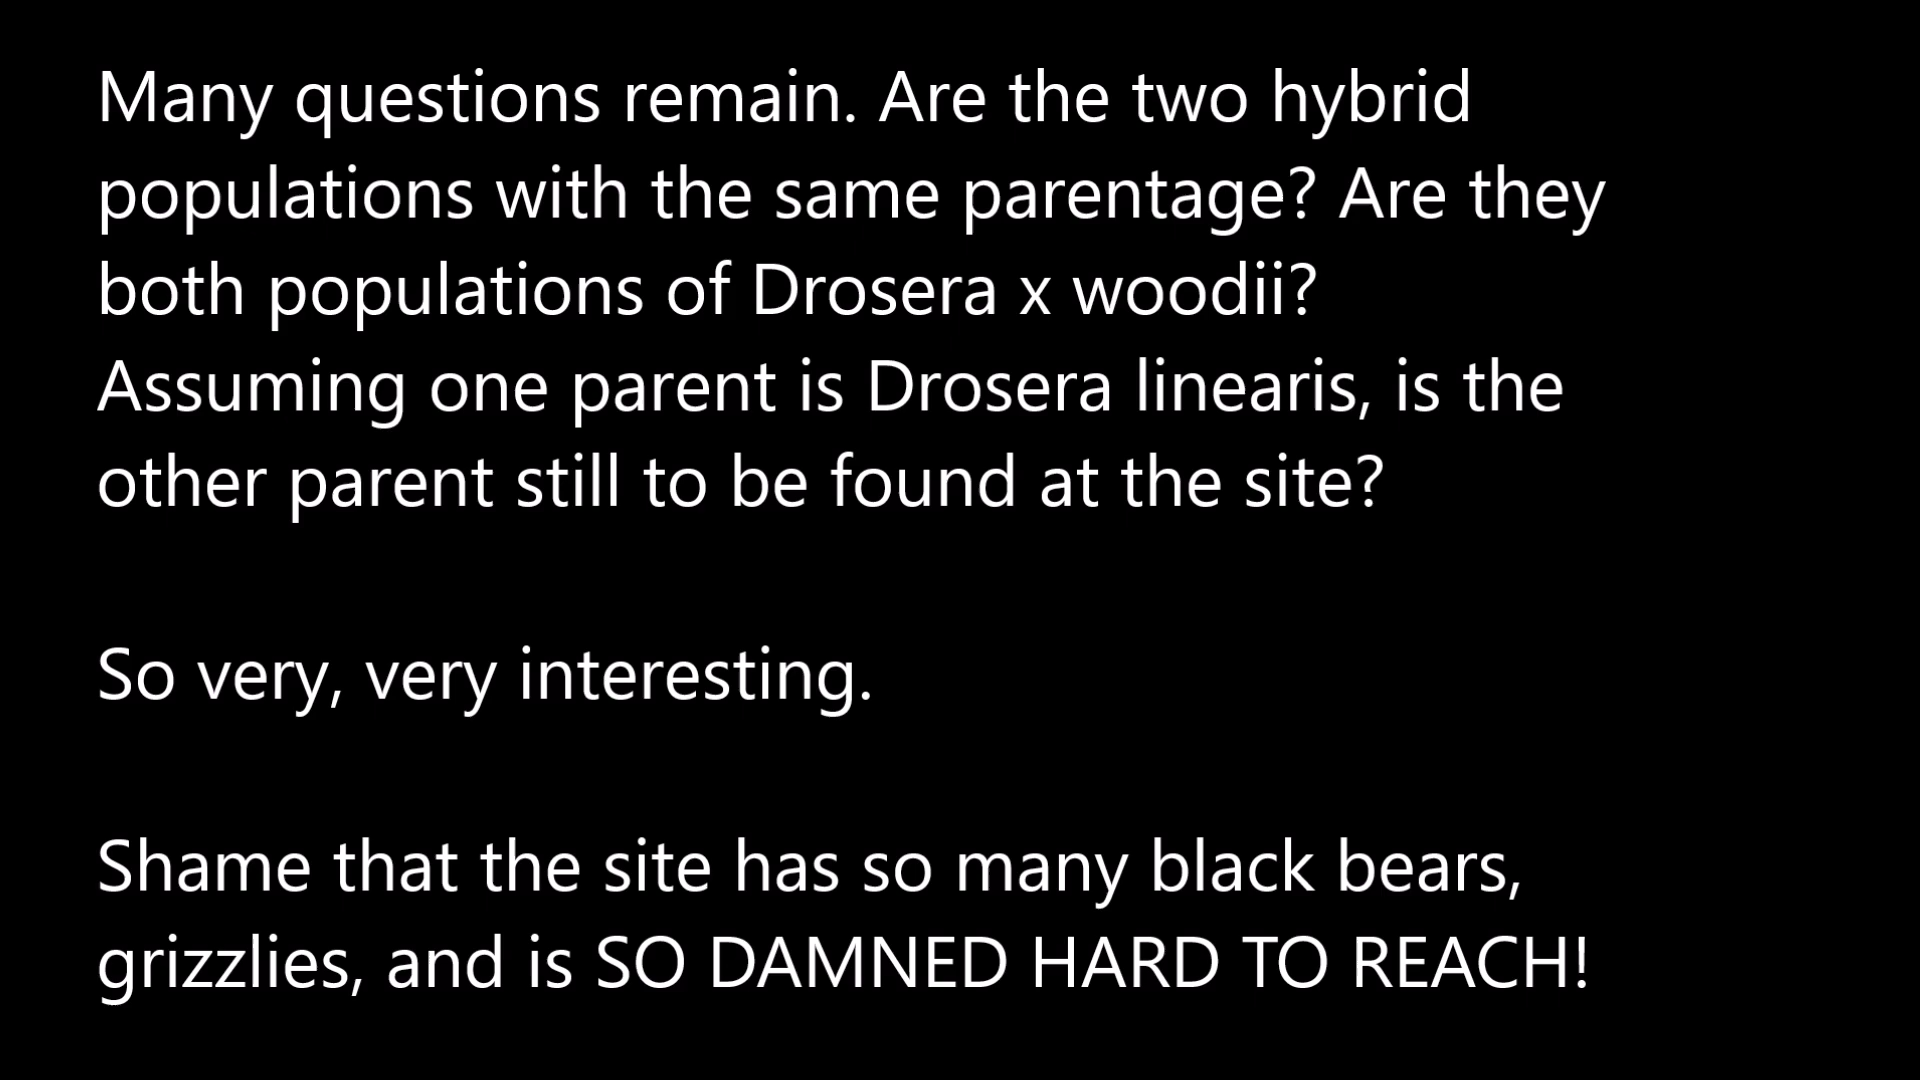 Many questions remain. Are the two hybrid
populations with the same parentage? Are they
both populations of Drosera x woodii?
Assuming one parent is Drosera linearis, is the
other parent still to be found at the site?
So very, very interesting.
Shame that the site has so many black bears,
grizzlies, and is SO DAMNED HARD TO REACH!